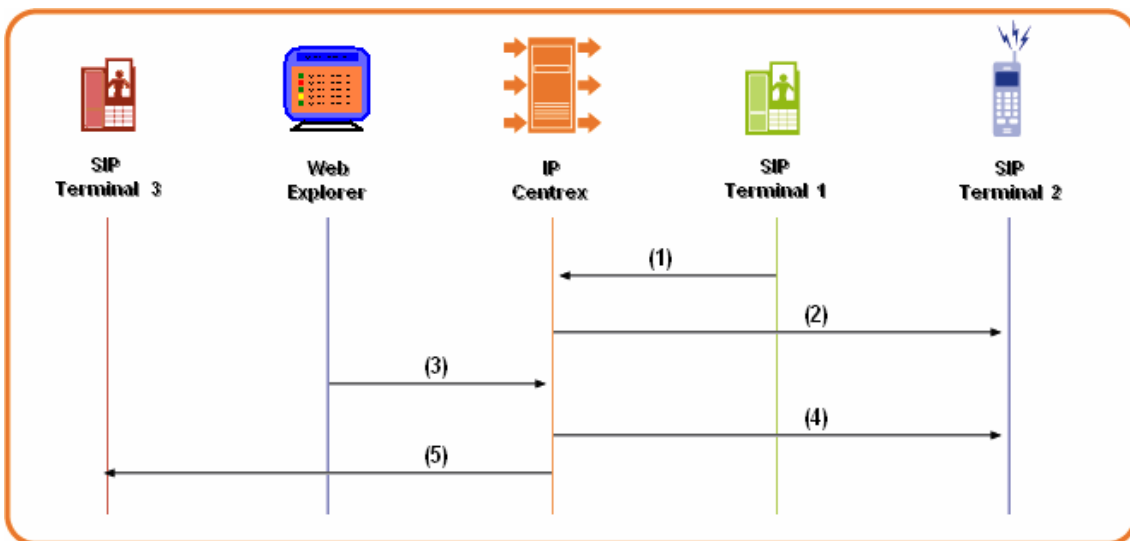 SIP
Terminal 3
Web
Explorer
IP
Centrex
SIP
Terminal 1
SIP
Terminal 2
(1)
(2)
(3)
(4)
(5)